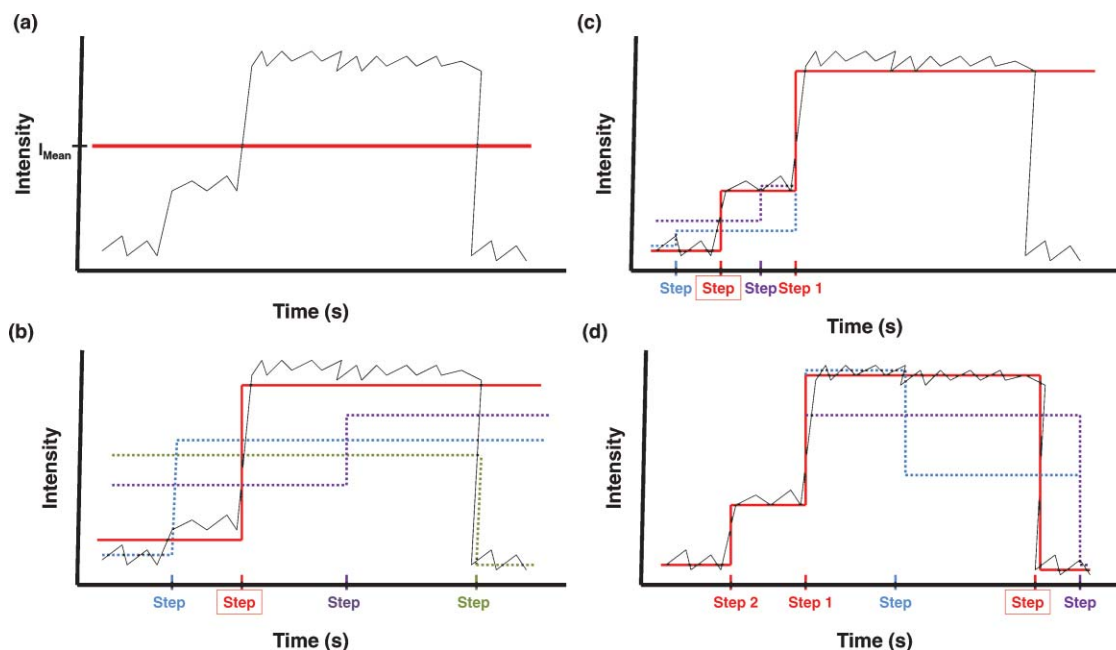 (a)
Intensity
I_Mean
Time (s)
(b)
Intensity
Step Step Step Step
Time (s)
(c)
Intensity
Step Step Step Step 1
Time (s)
(d)
Intensity
Step 2 Step 1 Step Step Step
Time (s)